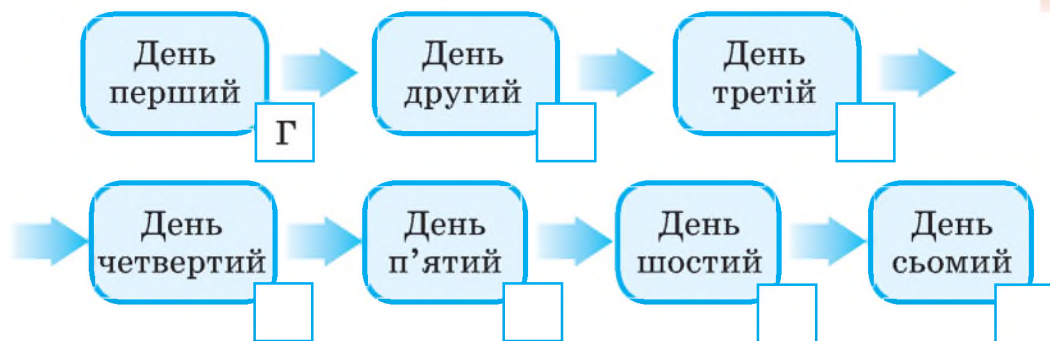 День
перший
Г
День
другий
День
третій
День
четвертий
День
п’ятий
День
шостий
День
сьомий